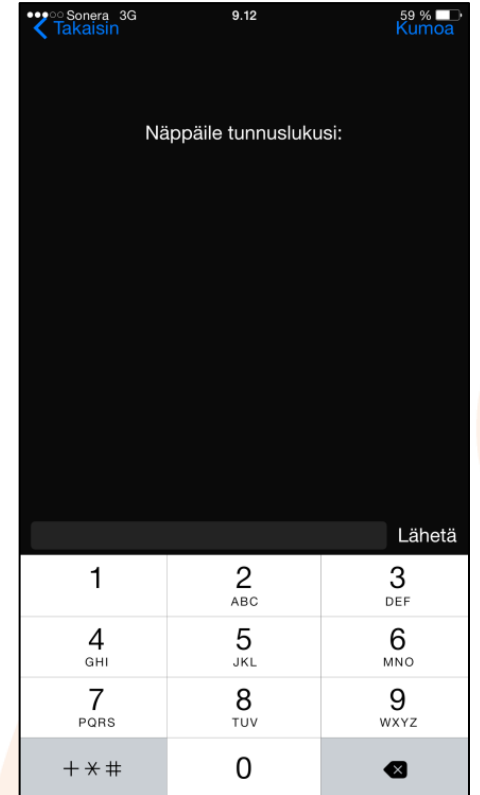 ●●●○○ Sonera 3G 9.12 59 %
Takaisin Kumoa
Näppäile tunnuslukusi:
Lähetä
1 2 3
ABC DEF
4 5 6
GHI JKL MNO
7 8 9
PQRS TUV WXYZ
+*# 0